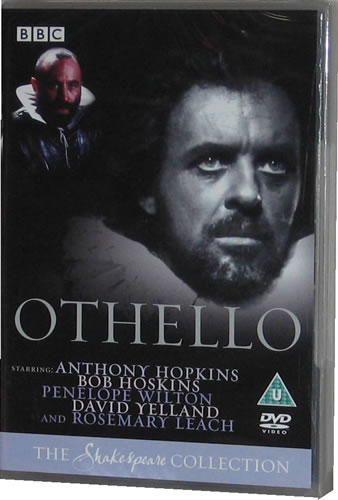 BBC
OTHELLO
STARRING: ANTHONY HOPKINS
BOB HOSKINS
PENELOPE WILTON
DAVID YELLAND
AND ROSEMARY LEACH
U
DVD
VIDEO
THE Shakespeare COLLECTION